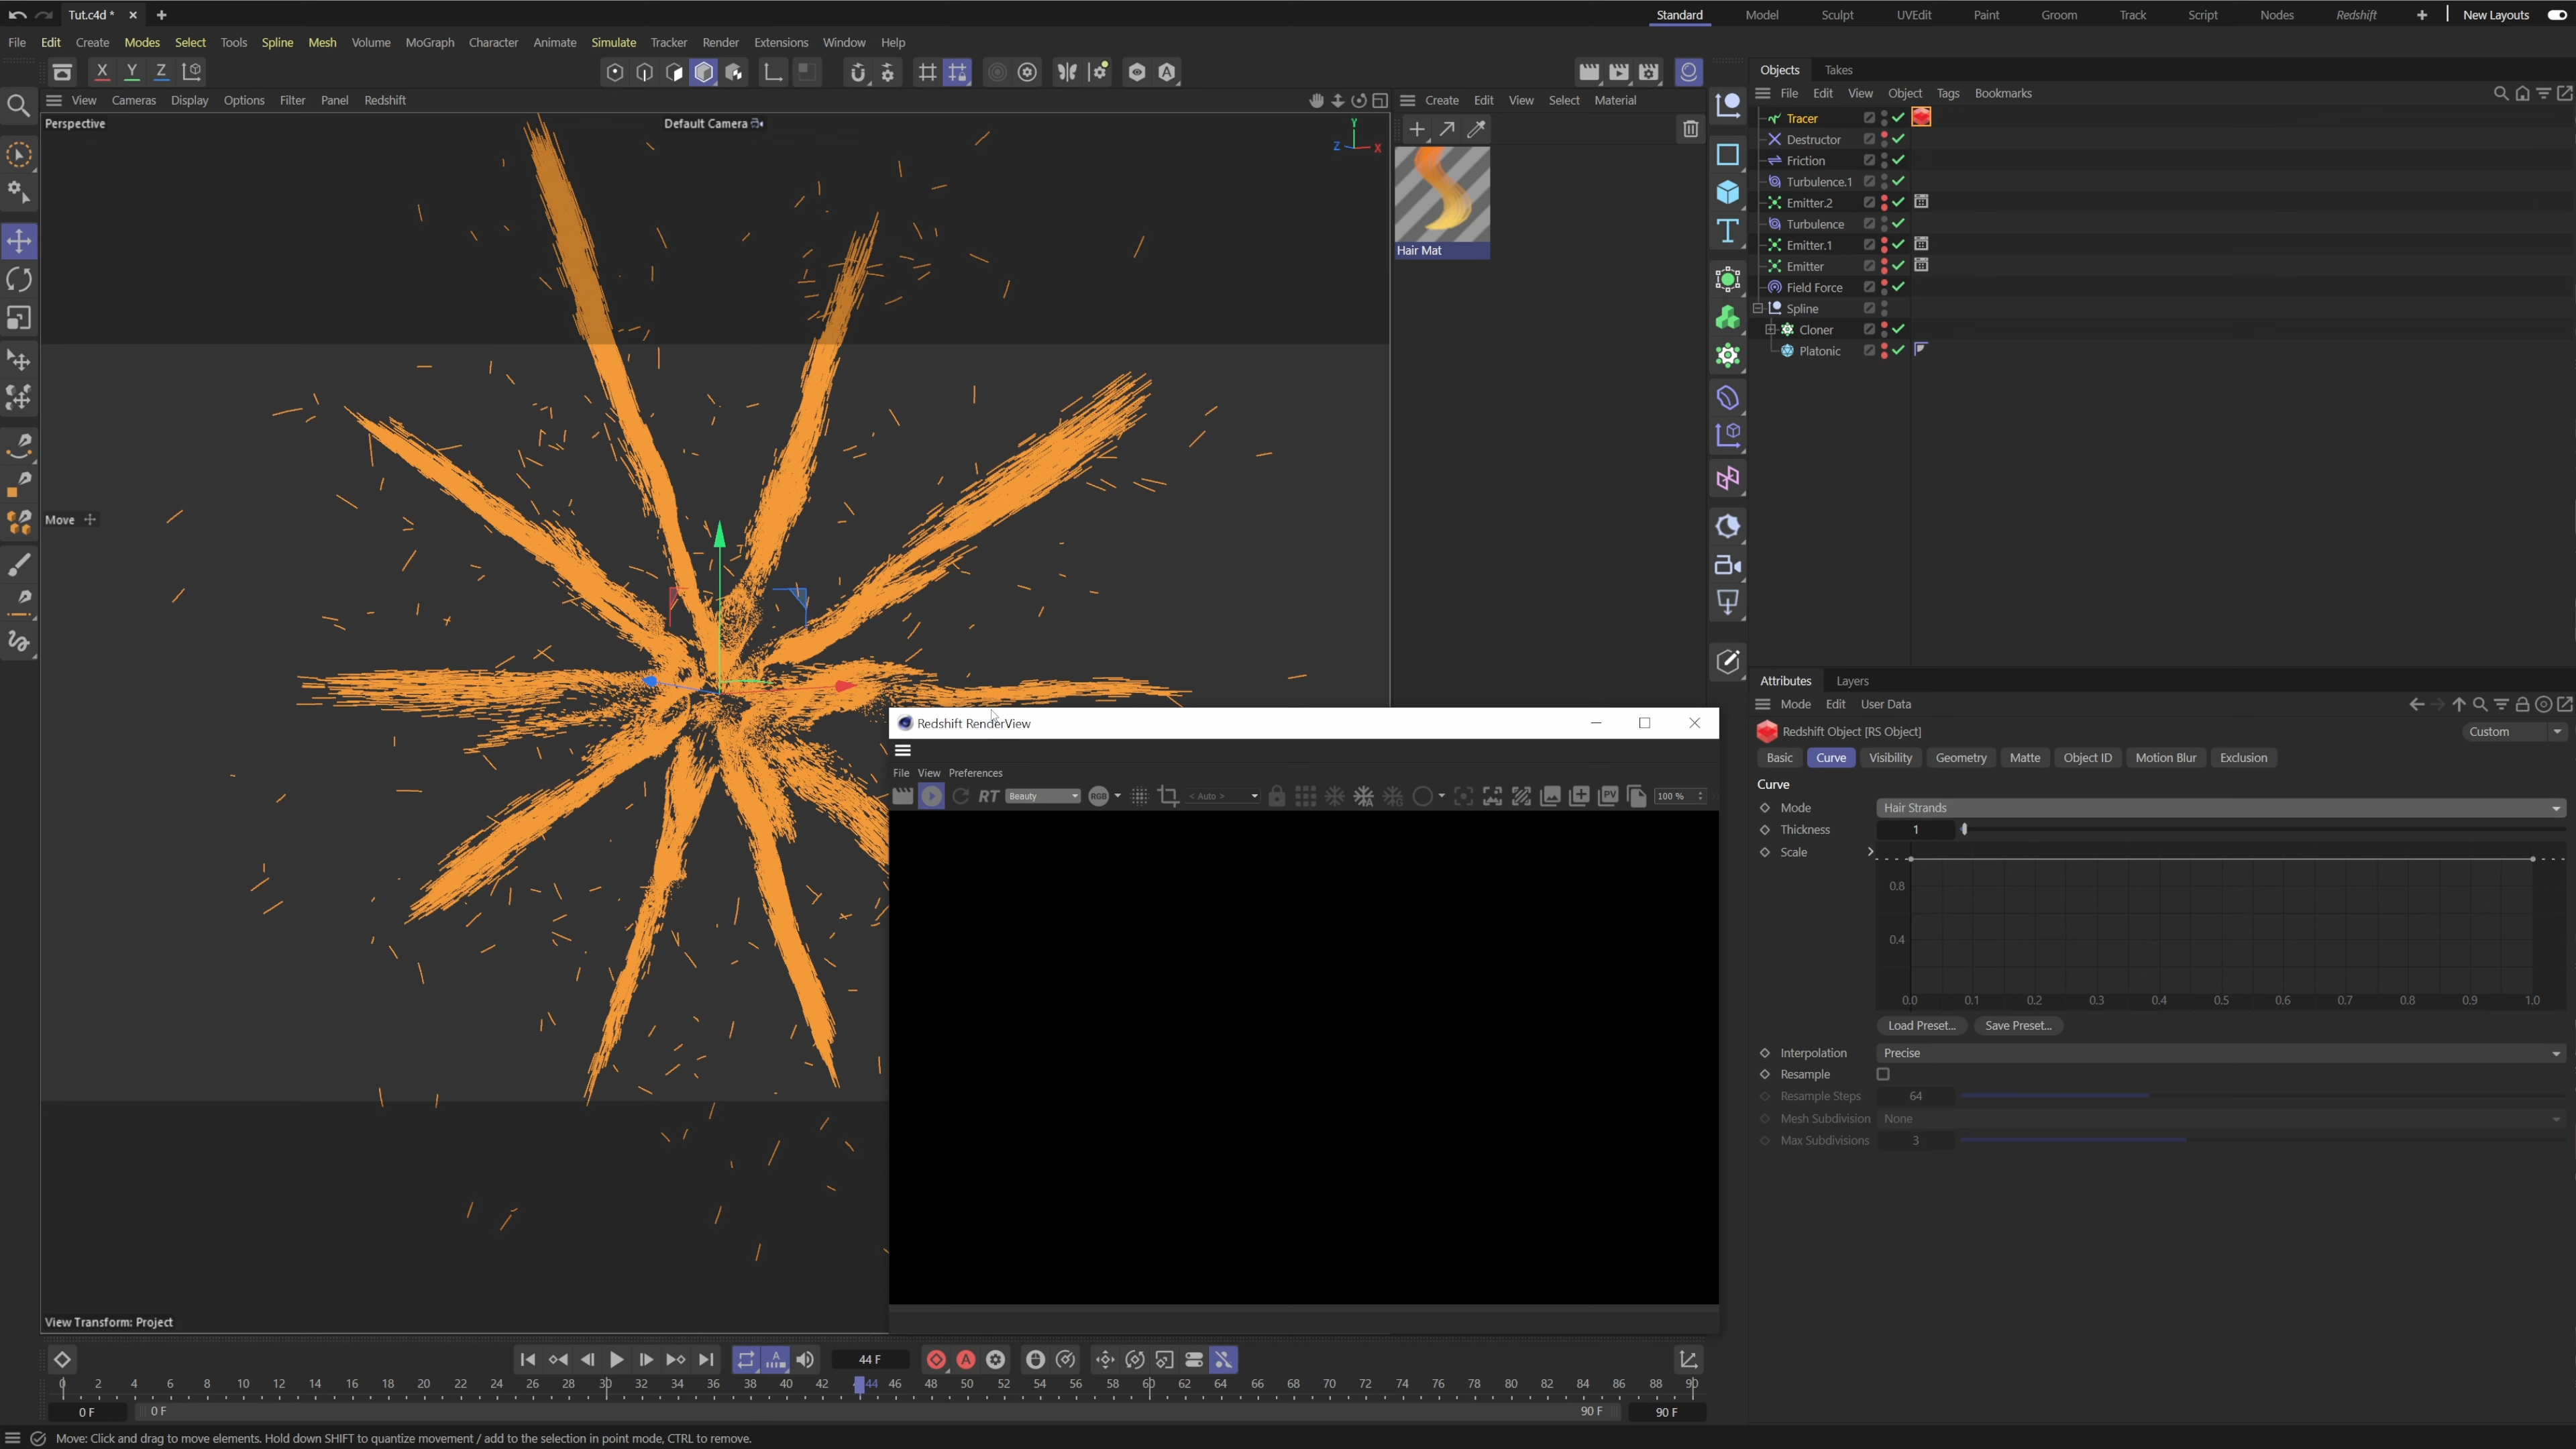 Tut.c4d *
Standard Model Sculpt UVEdit Paint Groom Track Script Nodes Redshift New Layouts
File Edit Create Modes Select Tools Spline Mesh Volume MoGraph Character Animate Simulate Tracker Render Extensions Window Help
X Y Z
View Cameras Display Options Filter Panel Redshift
Perspective
Default Camera
Y
Z X
Move
View Transform: Project
Create Edit View Select Material
Hair Mat
Objects Takes
File Edit View Object Tags Bookmarks
Tracer
Destructor
Friction
Turbulence.1
Emitter.2
Turbulence
Emitter.1
Emitter
Field Force
Spline
Cloner
Platonic
Redshift RenderView
File View Preferences
RT Beauty RGB < Auto > PV 100 %
Attributes Layers
Mode Edit User Data
Redshift Object [RS Object]
Custom
Basic Curve Visibility Geometry Matte Object ID Motion Blur Exclusion
Curve
Mode Hair Strands
Thickness 1
Scale
0.8
0.4
0.0 0.1 0.2 0.3 0.4 0.5 0.6 0.7 0.8 0.9 1.0
Load Preset... Save Preset...
Interpolation Precise
Resample
Resample Steps 64
Mesh Subdivision None
Max Subdivisions 3
44 F
0 2 4 6 8 10 12 14 16 18 20 22 24 26 28 30 32 34 36 38 40 42 44 46 48 50 52 54 56 58 60 62 64 66 68 70 72 74 76 78 80 82 84 86 88 90
0 F 0 F 90 F 90 F
Move: Click and drag to move elements. Hold down SHIFT to quantize movement / add to the selection in point mode, CTRL to remove.